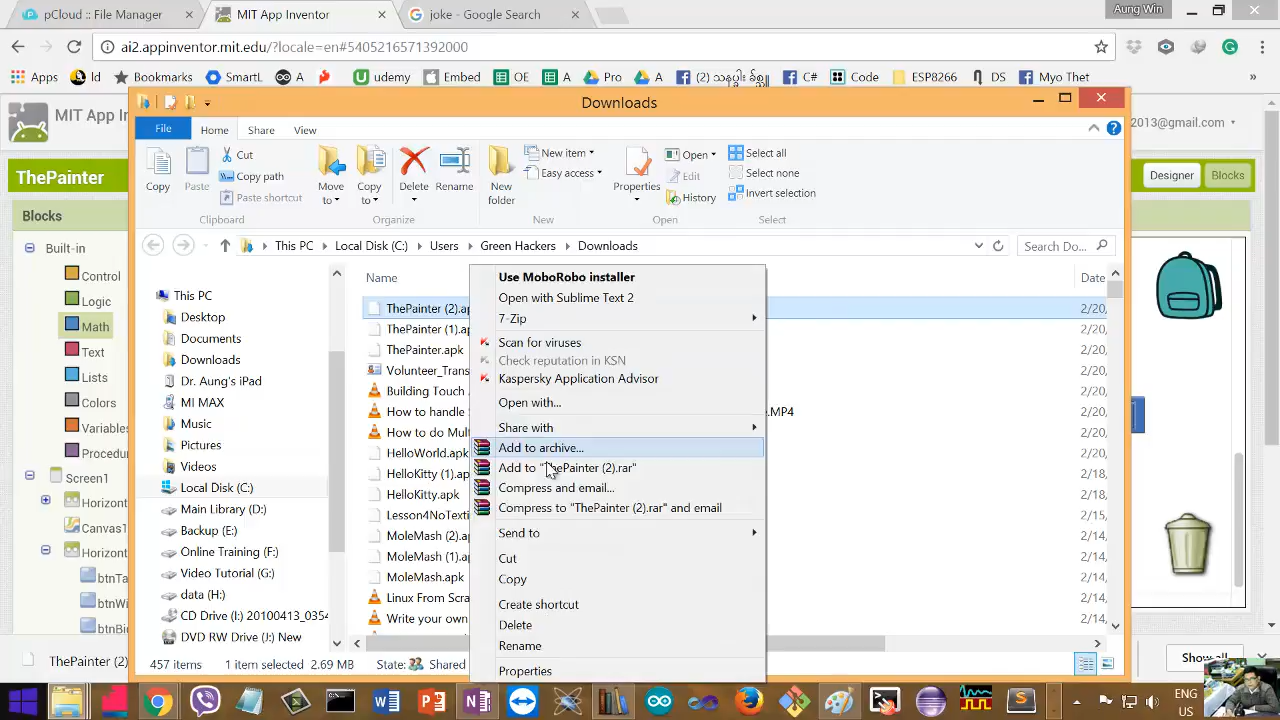 pCloud :: File Manager
MIT App Inventor
joke - Google Search
Aung Win
ai2.appinventor.mit.edu/?locale=en#5405216571392000
Apps
Id
Bookmarks
SmartL
A
udemy
Embed
OE
A
Pro
A
C#
Code
ESP8266
DS
Myo Thet
»
Downloads
MIT App In
2013@gmail.com
File
Home
Share
View
Copy
Paste
Cut
Copy path
Paste shortcut
Move to
Copy to
Delete
Rename
New folder
New item
Easy access
Properties
Open
Edit
History
Select all
Select none
Invert selection
Clipboard
Organize
New
Open
Select
ThePainter
Designer
Blocks
Blocks
This PC
Local Disk (C:)
Users
Green Hackers
Downloads
Search Do...
Built-in
Control
Logic
Math
Text
Lists
Colors
Variables
Procedu
Screen1
Horizont
Canvas1
Horizont
btnTa
btnWi
btnBi
This PC
Desktop
Documents
Downloads
Dr. Aung's iPad
MI MAX
Music
Pictures
Videos
Local Disk (C:)
Main Library (D:)
Backup (E:)
Online Training (F:)
Video Tutorial (G:)
data (H:)
CD Drive (I:) 20100413_0354
DVD RW Drive (J:) New
Name
Date
ThePainter (2).ap
2/20,
ThePainter (1).ap
2/20,
ThePainter.apk
2/20,
Volunteer_Trans
2/20,
Building Touch
2/20,
How to handle
.MP4
2/20,
How to do Mult
2/20,
HelloWorld.apk
2/20,
HelloKitty (1).ap
2/18
HelloKitty.apk
2/18
Lesson4NoTexti
2/15,
MoleMash (2).a
2/14,
MoleMash (1).a
2/14,
MoleMash.apk
2/14,
Linux From Scra
2/14,
Write your own
2/14,
Use MoboRobo installer
Open with Sublime Text 2
7-Zip
Scan for viruses
Check reputation in KSN
Kaspersky Application Advisor
Open with...
Share with
Add to archive...
Add to "ThePainter (2).rar"
Compress and email...
Compress to "ThePainter (2).rar" and email
Send to
Cut
Copy
Create shortcut
Delete
Rename
Properties
457 items
1 item selected
2.69 MB
State:
Shared
ThePainter (2)
Show all
ENG
US